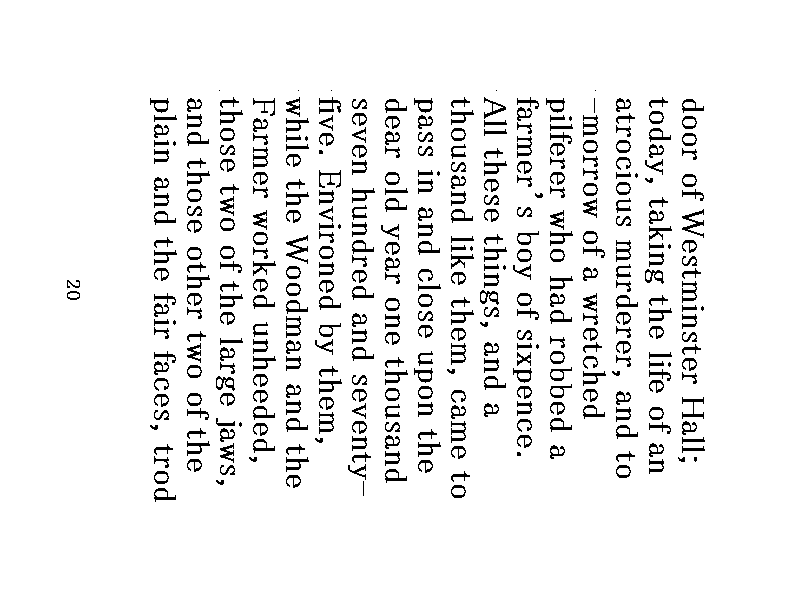 door of Westminster Hall;
today, taking the life of an
atrocious murderer, and to
-morrow of a wretched
pilferer who had robbed a
farmer's boy of sixpence.
All these things, and a
thousand like them, came to
pass in and close upon the
dear old year one thousand
seven hundred and seventy-
five. Environed by them,
while the Woodman and the
Farmer worked unheeded,
those two of the large jaws,
and those other two of the
plain and the fair faces, trod
20